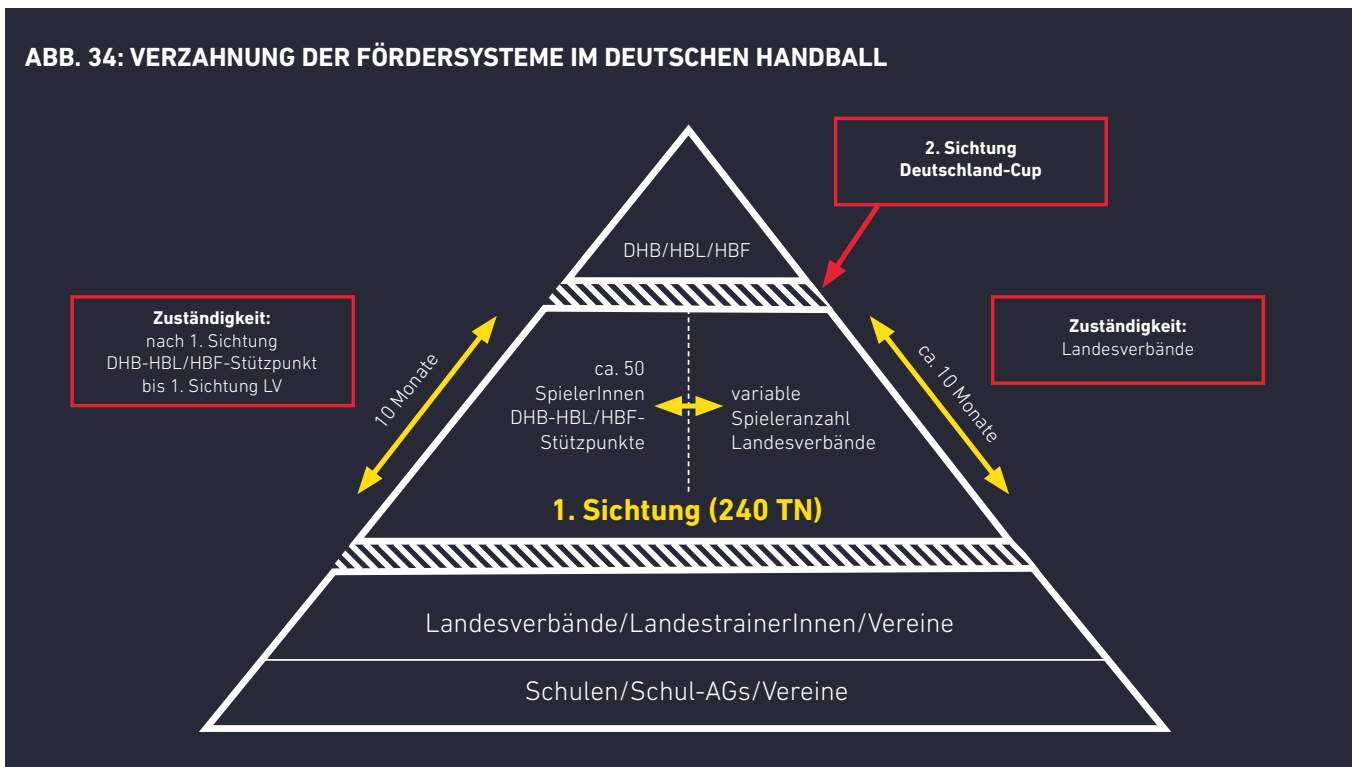 ABB. 34: VERZAHNUNG DER FÖRDERSYSTEME IM DEUTSCHEN HANDBALL
2. Sichtung
Deutschland-Cup
DHB/HBL/HBF
Zuständigkeit:
nach 1. Sichtung
DHB-HBL/HBF-Stützpunkt
bis 1. Sichtung LV
10 Monate
ca. 50
SpielerInnen
DHB-HBL/HBF-
Stützpunkte
variable
Spieleranzahl
Landesverbände
ca. 10 Monate
Zuständigkeit:
Landesverbände
1. Sichtung (240 TN)
Landesverbände/LandestrainerInnen/Vereine
Schulen/Schul-AGs/Vereine